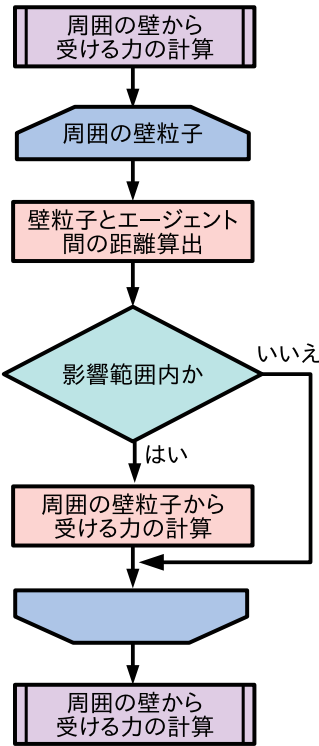 周囲の壁から
受ける力の計算
周囲の壁粒子
壁粒子とエージェント
間の距離算出
影響範囲内か
いいえ
はい
周囲の壁粒子から
受ける力の計算
周囲の壁から
受ける力の計算